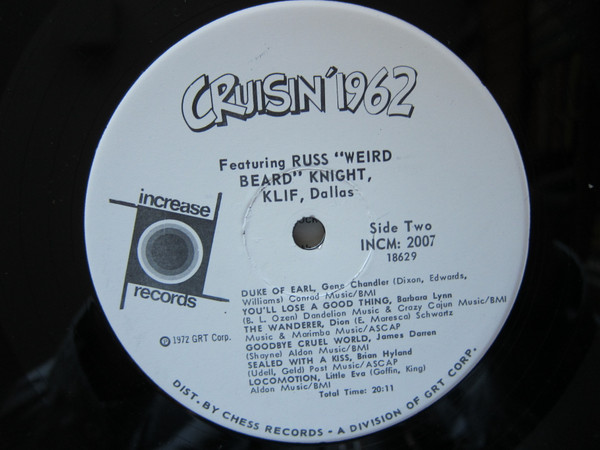 CRUISIN' 1962
Featuring RUSS "WEIRD
BEARD" KNIGHT,
KLIF, Dallas
increase
records
Side Two
INCM: 2007
18629
DUKE OF EARL, Gene Chandler (Dixon, Edwards,
Williams) Conrad Music/BMI
YOU'LL LOSE A GOOD THING, Barbara Lynn
(B. L. Ozen) Dandelion Music & Crazy Cajun Music/BMI
THE WANDERER, Dion (E. Maresca) Schwartz
Music & Marimba Music/ASCAP
GOODBYE CRUEL WORLD, James Darren
(Shayne) Aldon Music/BMI
SEALED WITH A KISS, Brian Hyland
(Udell, Geld) Post Music/ASCAP
LOCOMOTION, Little Eva (Goffin, King)
Aldon Music/BMI
Total Time: 20:11
℗ 1972 GRT Corp.
DIST. BY CHESS RECORDS - A DIVISION OF GRT CORP.